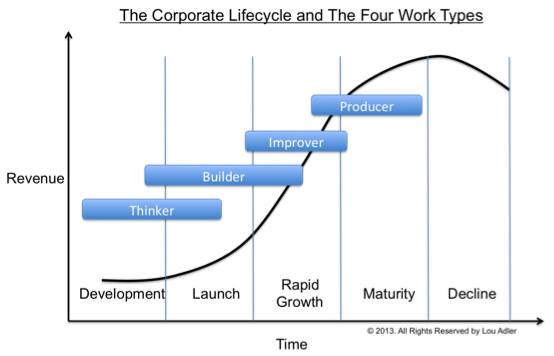 The Corporate Lifecycle and The Four Work Types
Producer
Improver
Revenue
Builder
Thinker
Development
Launch
Rapid
Growth
Maturity
Decline
© 2013. All Rights Reserved by Lou Adler
Time